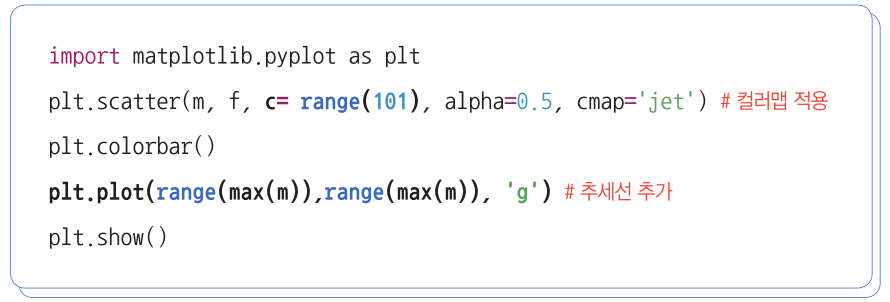 import matplotlib.pyplot as plt
plt.scatter(m, f, c= range(101), alpha=0.5, cmap='jet') # 컬러맵 적용
plt.colorbar()
plt.plot(range(max(m)),range(max(m)), 'g') # 추세선 추가
plt.show()